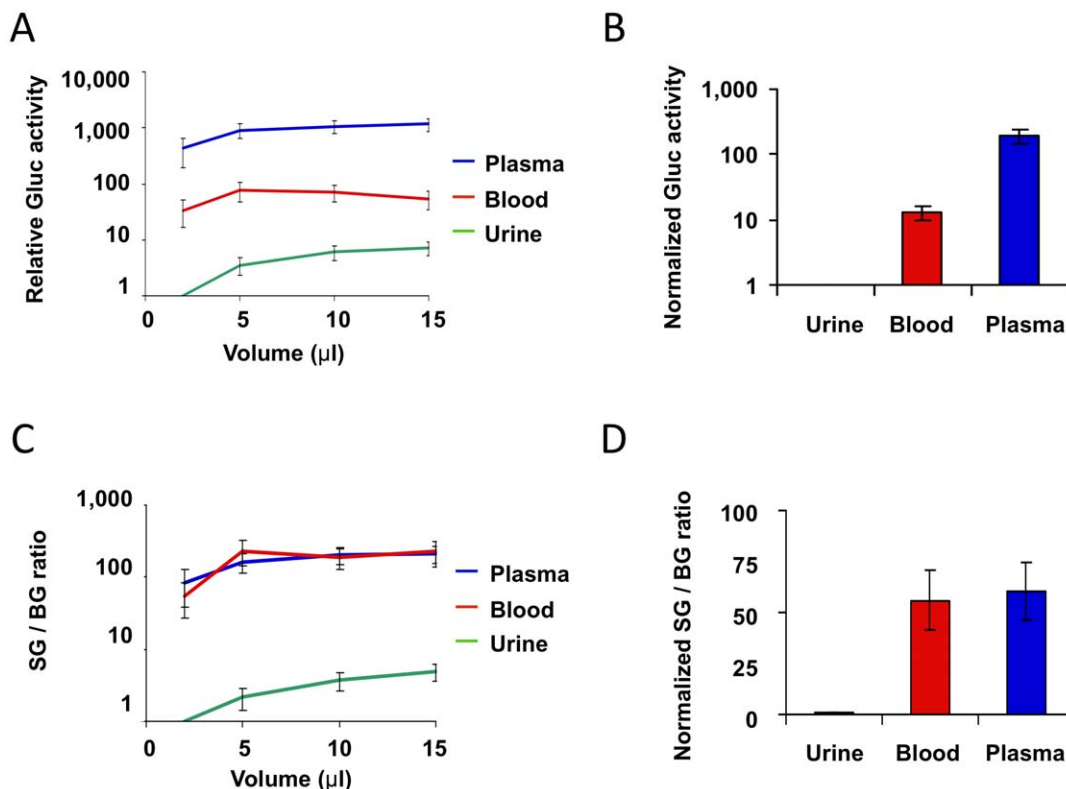 A
Relative Gluc activity
10,000
1,000
100
10
1
0 5 10 15
Volume (μl)
Plasma
Blood
Urine
B
Normalized Gluc activity
1,000
100
10
1
Urine Blood Plasma
C
SG / BG ratio
1,000
100
10
1
0 5 10 15
Volume (μl)
Plasma
Blood
Urine
D
Normalized SG / BG ratio
100
75
50
25
0
Urine Blood Plasma